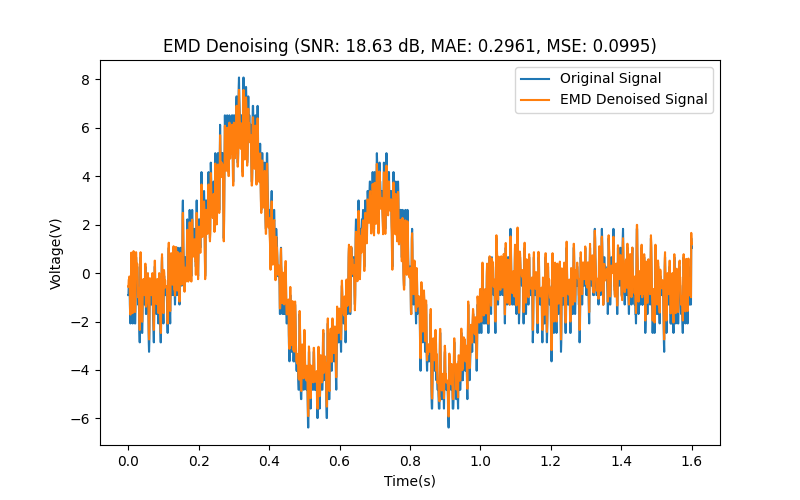 EMD Denoising (SNR: 18.63 dB, MAE: 0.2961, MSE: 0.0995)
Original Signal
EMD Denoised Signal
Voltage(V)
8
6
4
2
0
−2
−4
−6
0.0 0.2 0.4 0.6 0.8 1.0 1.2 1.4 1.6
Time(s)